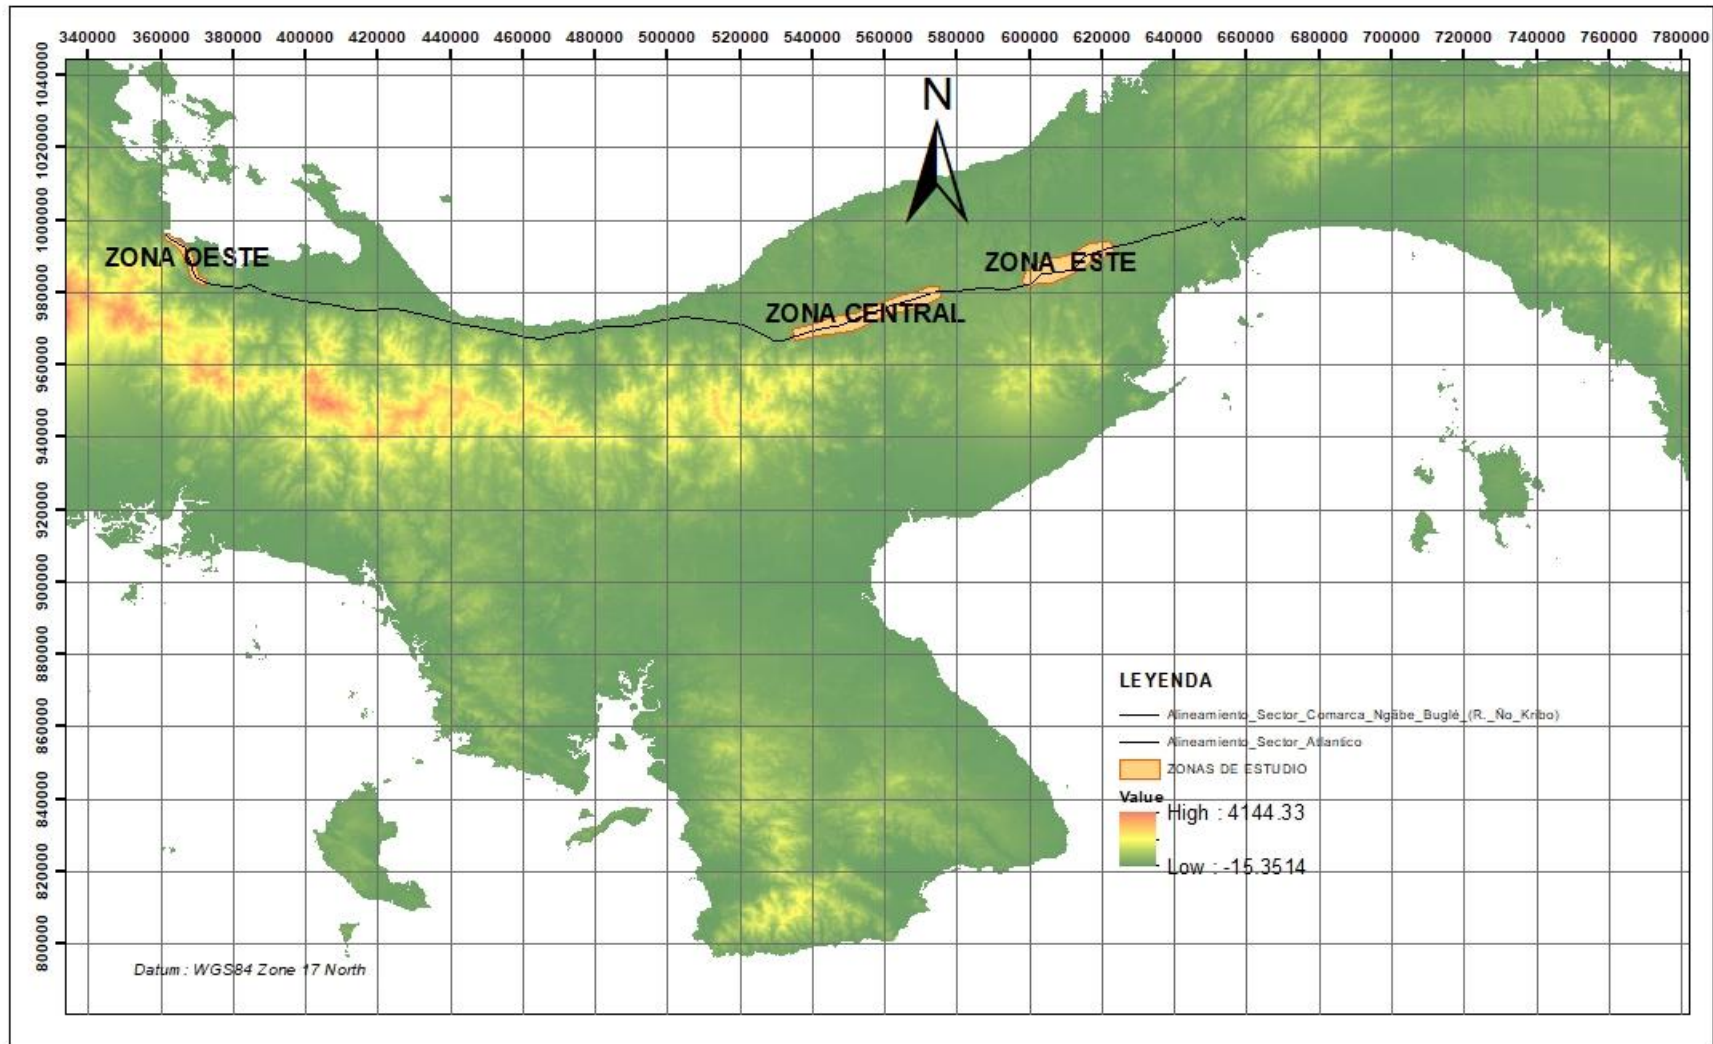 340000 360000 380000 400000 420000 440000 460000 480000 500000 520000 540000 560000 580000 600000 620000 640000 660000 680000 700000 720000 740000 760000 780000
1040000
1020000
1000000
980000
960000
940000
920000
900000
880000
860000
840000
820000
800000
N
ZONA OESTE
ZONA ESTE
ZONA CENTRAL
LEYENDA
Alineamiento_Sector_Comarca_Ngäbe_Buglé_(R._Ño_Kribo)
Alineamiento_Sector_Atlantico
ZONAS DE ESTUDIO
Value
High : 4144.33
Low : -15.3514
Datum : WGS84 Zone 17 North